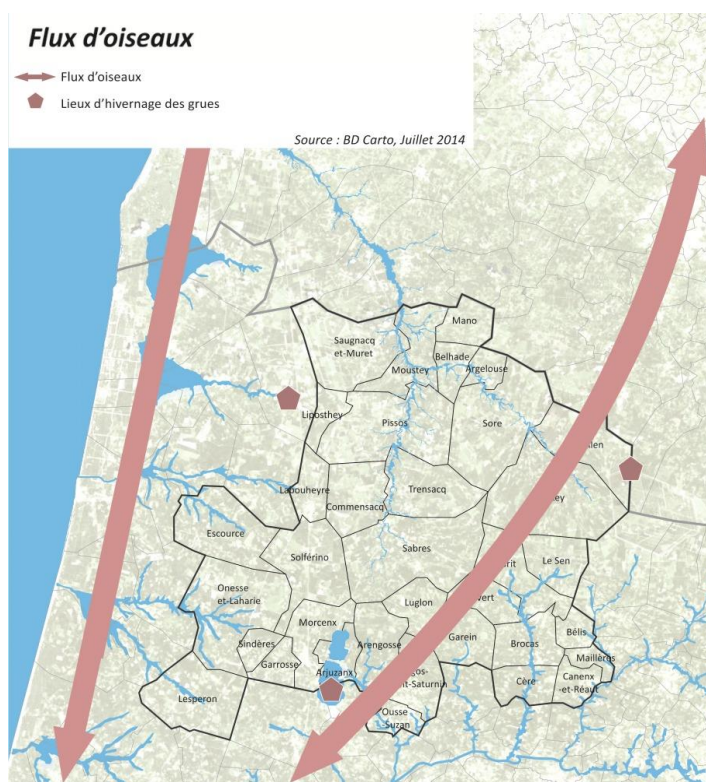 Flux d'oiseaux
Flux d'oiseaux
Lieux d'hivernage des grues
Source : BD Carto, Juillet 2014
Mano
Saugnacq
et-Muret
Belhade
Moustey
Argelouse
Liposthey
Pissos
Sore
Labouheyre
Trensacq
Commensacq
Escource
Sabres
Solférino
Le Sen
Onesse
et-Laharie
Luglon
Morcenx
Bélis
Sindères
Arengosse
Garein
Brocas
Garrosse
Maillères
Arjuzanx
Cère
Canenx
-et-Réaut
Lesperon
Ousse
Suzan